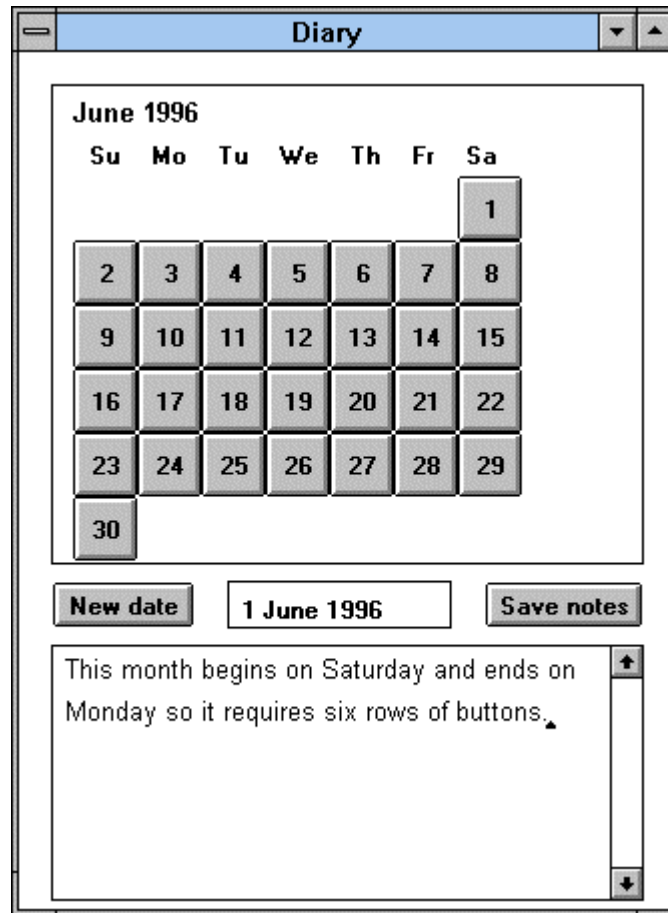 Diary
June 1996
Su Mo Tu We Th Fr Sa
1
2 3 4 5 6 7 8
9 10 11 12 13 14 15
16 17 18 19 20 21 22
23 24 25 26 27 28 29
30
New date 1 June 1996 Save notes
This month begins on Saturday and ends on
Monday so it requires six rows of buttons.